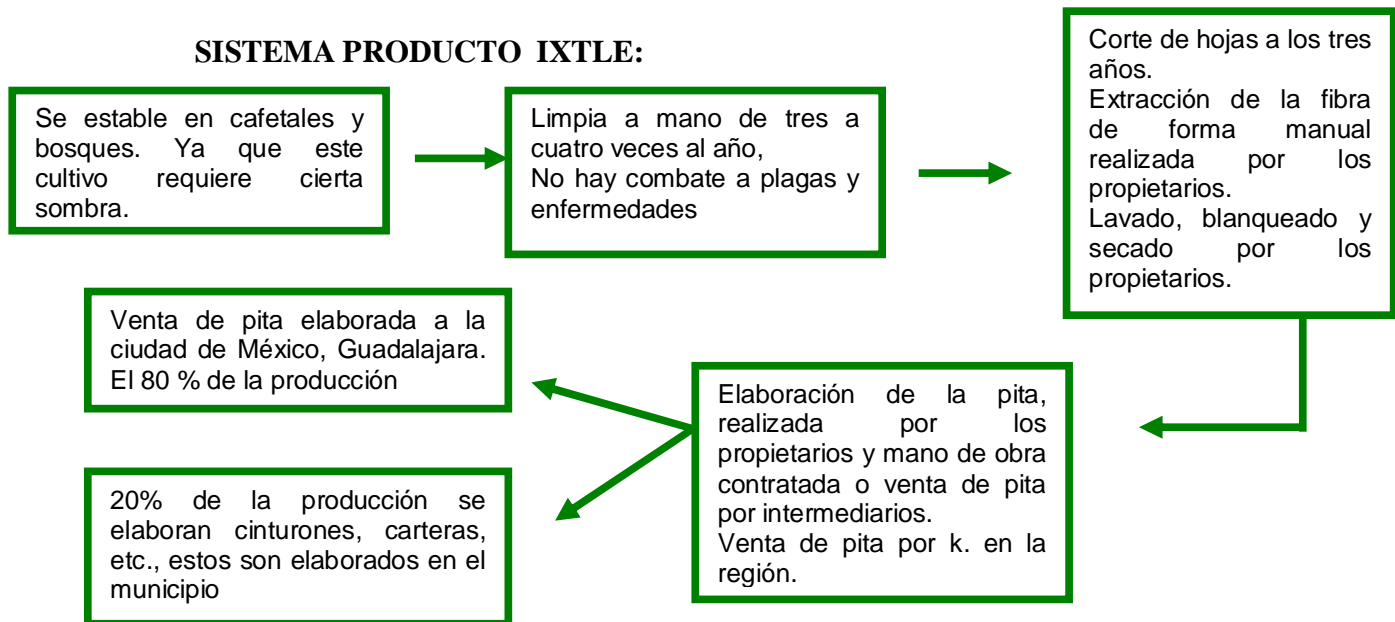 SISTEMA PRODUCTO IXTLE:
Se estable en cafetales y
bosques. Ya que este
cultivo requiere cierta
sombra.
Limpia a mano de tres a
cuatro veces al año,
No hay combate a plagas y
enfermedades
Corte de hojas a los tres
años.
Extracción de la fibra
de forma manual
realizada por los
propietarios.
Lavado, blanqueado y
secado por los
propietarios.
Elaboración de la pita,
realizada por los
propietarios y mano de obra
contratada o venta de pita
por intermediarios.
Venta de pita por k. en la
región.
Venta de pita elaborada a la
ciudad de México, Guadalajara.
El 80 % de la producción
20% de la producción se
elaboran cinturones, carteras,
etc., estos son elaborados en el
municipio